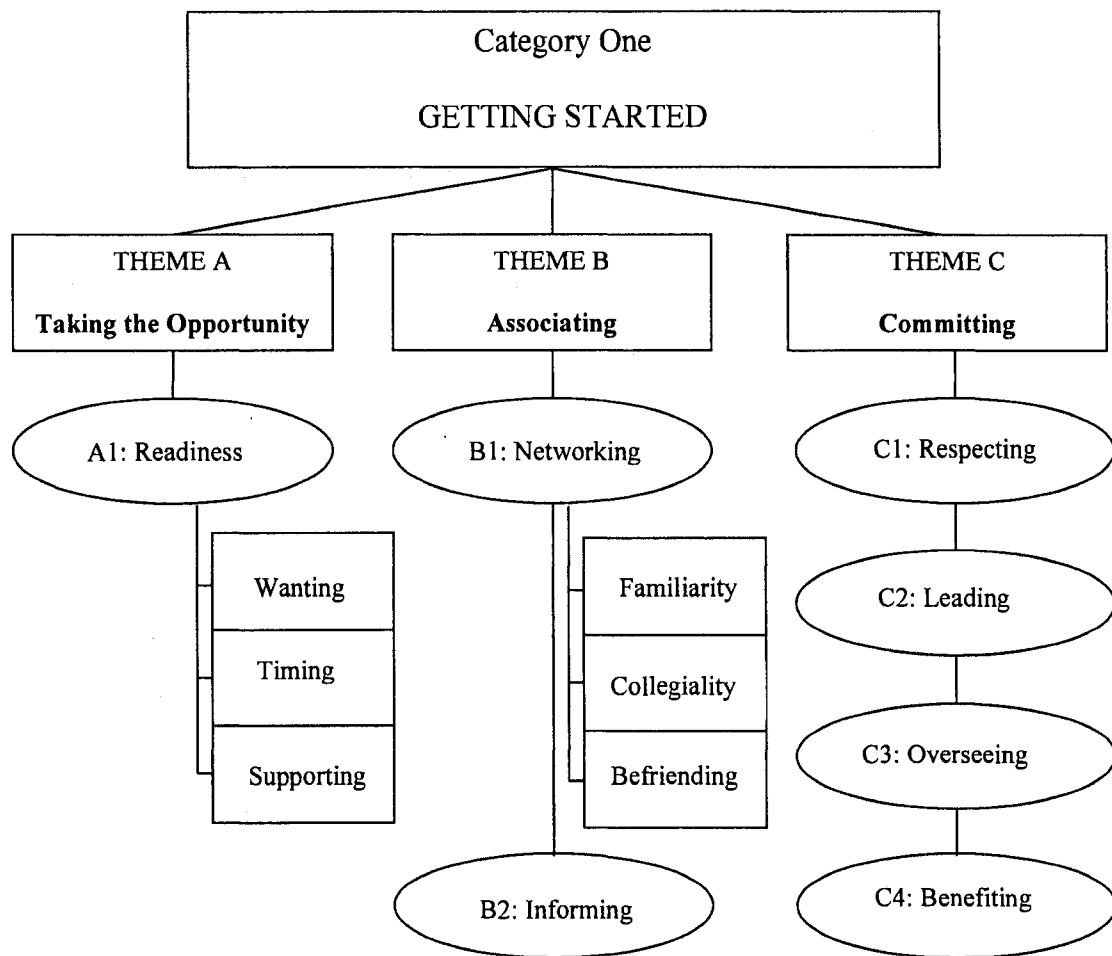 Category One
GETTING STARTED
THEME A
Taking the Opportunity
THEME B
Associating
THEME C
Committing
A1: Readiness
Wanting
Timing
Supporting
B1: Networking
Familiarity
Collegiality
Befriending
B2: Informing
C1: Respecting
C2: Leading
C3: Overseeing
C4: Benefiting